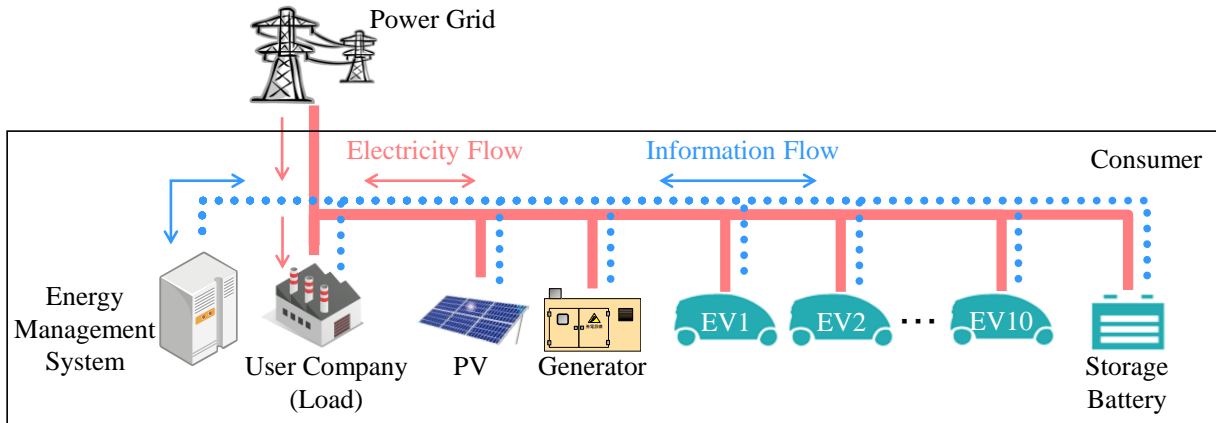 Power Grid
Electricity Flow
Information Flow
Consumer
Energy
Management
System
User Company
(Load)
PV
Generator
EV1
EV2
...
EV10
Storage
Battery